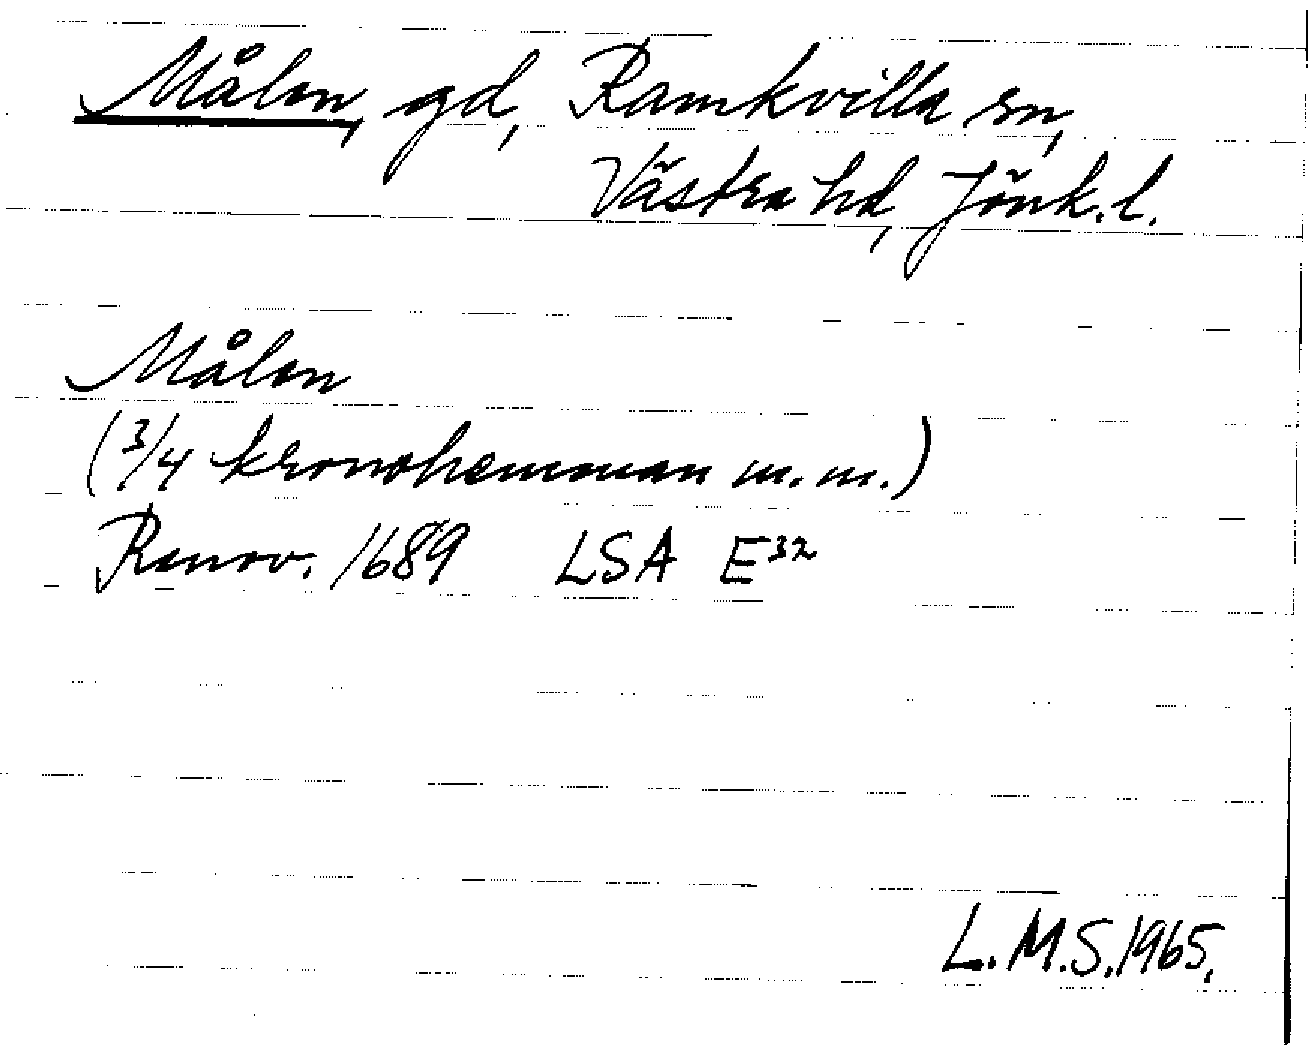 Målen, gd, Ramkvilla sn,
Västra hd, Jönk. l.
Målen
(3/4 kronohemman m.m.)
Renov. 1689 LSA E³²
L.M.S. 1965.